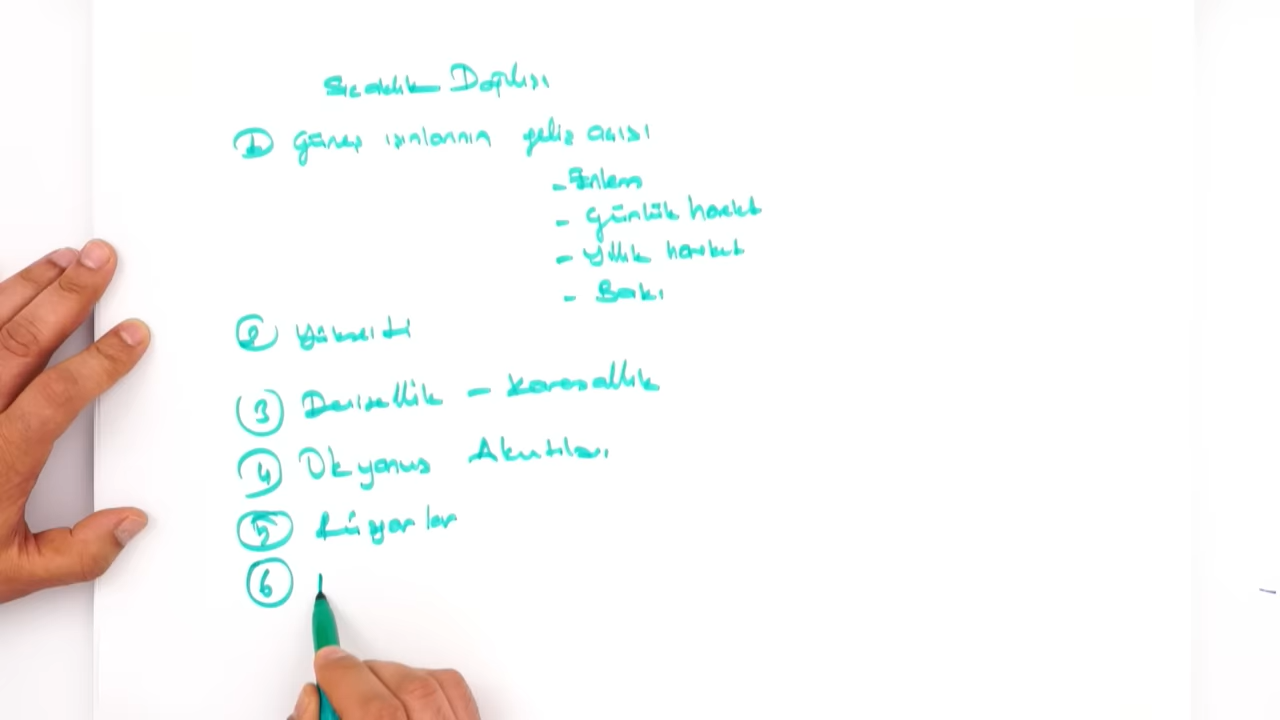 Sıcaklık Dağılışı
1 Güneş ışınlarının geliş açısı
- Enlem
- Günlük hareket
- Yıllık hareket
- Bakı
2 Yükselti
3 Denizellik - Karasallık
4 Okyanus Akıntıları
5 Rüzgarlar
6